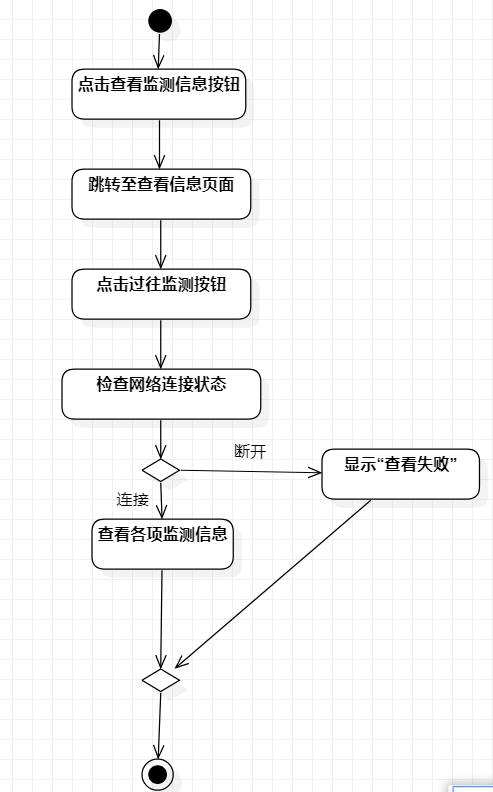 点击查看监测信息按钮
跳转至查看信息页面
点击过往监测按钮
检查网络连接状态
断开
显示“查看失败”
连接
查看各项监测信息